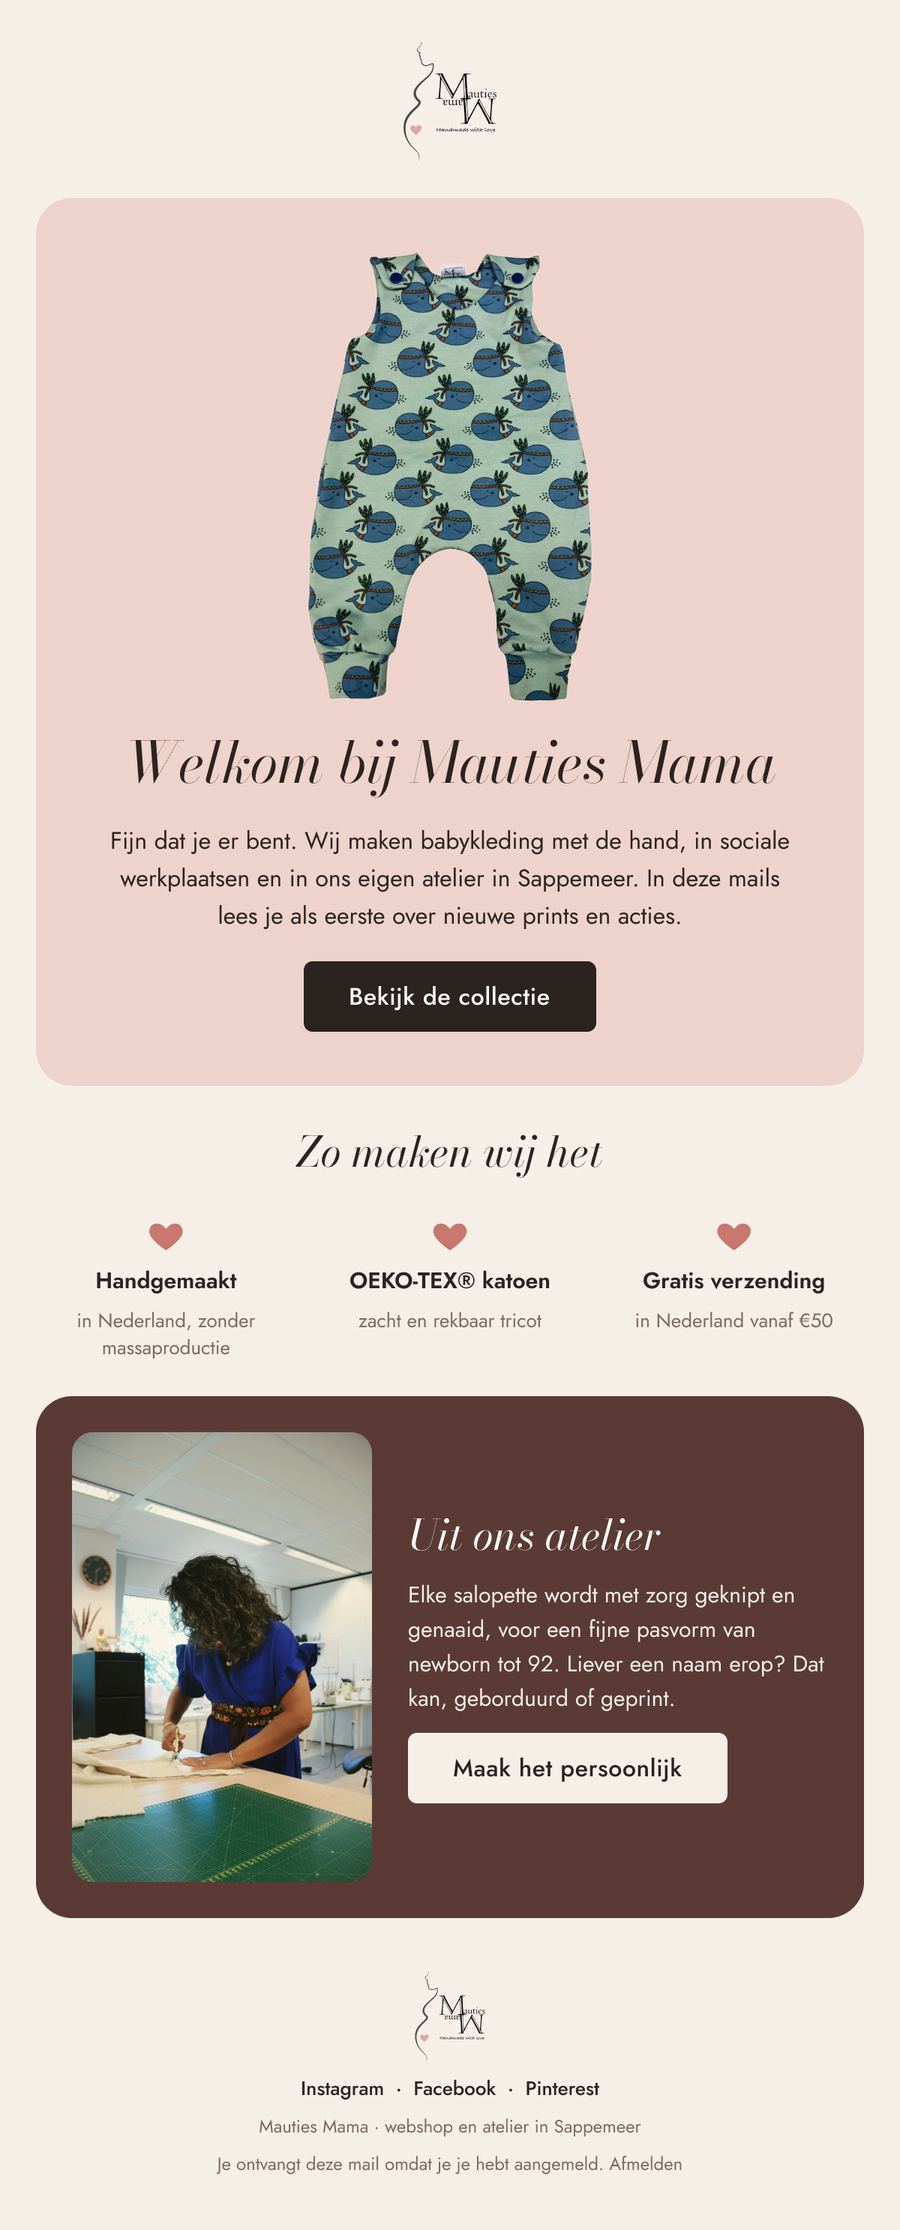 Mauties
Mama
Handmade with love
Welkom bij Mauties Mama
Fijn dat je er bent. Wij maken babykleding met de hand, in sociale
werkplaatsen en in ons eigen atelier in Sappemeer. In deze mails
lees je als eerste over nieuwe prints en acties.
Bekijk de collectie
Zo maken wij het
Handgemaakt
in Nederland, zonder
massaproductie
OEKO-TEX® katoen
zacht en rekbaar tricot
Gratis verzending
in Nederland vanaf €50
Uit ons atelier
Elke salopette wordt met zorg geknipt en
genaaid, voor een fijne pasvorm van
newborn tot 92. Liever een naam erop? Dat
kan, geborduurd of geprint.
Maak het persoonlijk
Mauties
Mama
Handmade with love
Instagram · Facebook · Pinterest
Mauties Mama · webshop en atelier in Sappemeer
Je ontvangt deze mail omdat je je hebt aangemeld. Afmelden